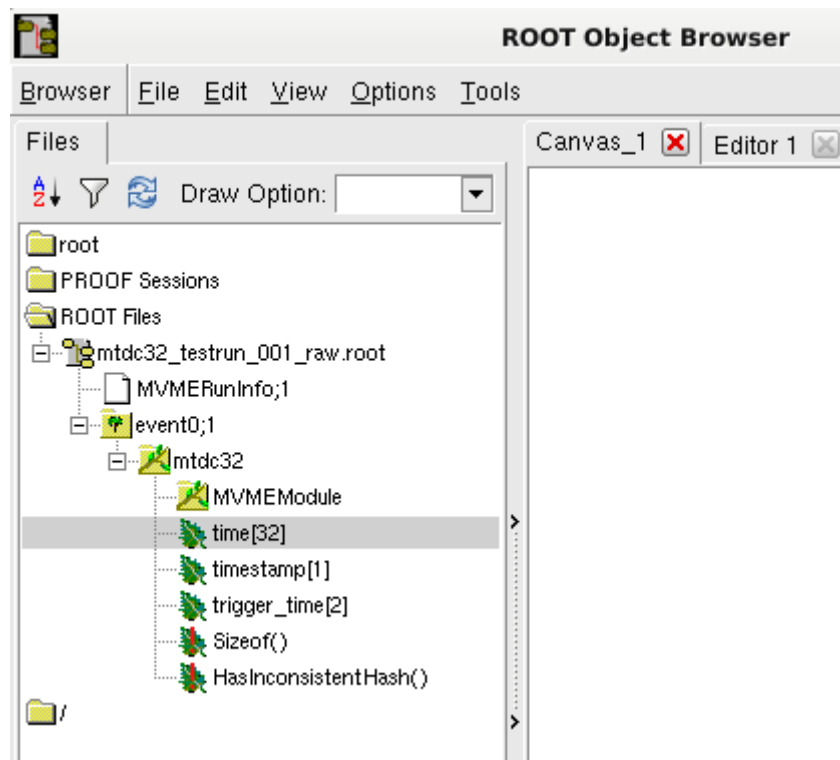 ROOT Object Browser
Browser File Edit View Options Tools
Files
Canvas_1 Editor 1
Draw Option:
root
PROOF Sessions
ROOT Files
mtdc32_testrun_001_raw.root
MVMERunInfo;1
event0;1
mtdc32
MVMEModule
time[32]
timestamp[1]
trigger_time[2]
Sizeof()
HasInconsistentHash()
/